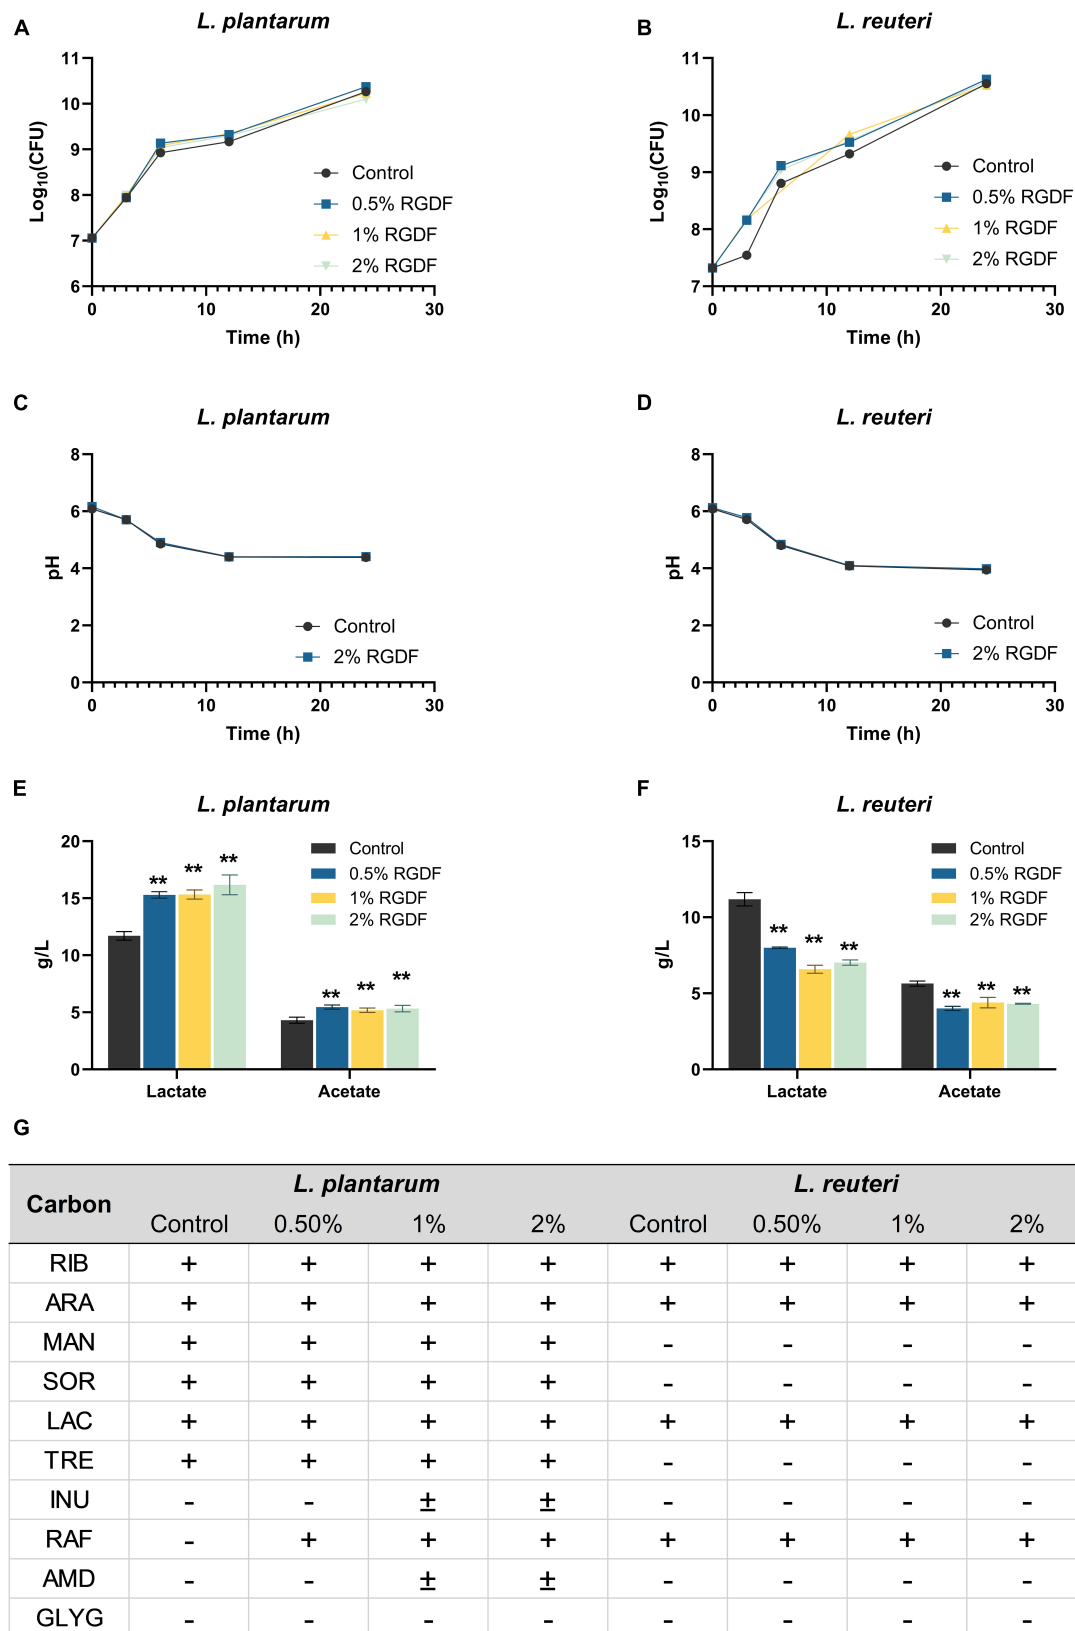 A
L. plantarum
Log10(CFU)
11
10
9
8
7
6
0
10
20
30
Time (h)
Control
0.5% RGDF
1% RGDF
2% RGDF
B
L. reuteri
Log10(CFU)
11
10
9
8
7
0
10
20
30
Time (h)
Control
0.5% RGDF
1% RGDF
2% RGDF
C
L. plantarum
pH
8
6
4
2
0
0
10
20
30
Time (h)
Control
2% RGDF
D
L. reuteri
pH
8
6
4
2
0
0
10
20
30
Time (h)
Control
2% RGDF
E
L. plantarum
g/L
20
15
10
5
0
** ** **
** ** **
Lactate Acetate
Control
0.5% RGDF
1% RGDF
2% RGDF
F
L. reuteri
g/L
15
10
5
0
** ** **
** ** **
Lactate Acetate
Control
0.5% RGDF
1% RGDF
2% RGDF
G
Carbon L. plantarum L. reuteri
Control 0.50% 1% 2% Control 0.50% 1% 2%
RIB + + + + + + + +
ARA + + + + + + + +
MAN + + + + - - - -
SOR + + + + - - - -
LAC + + + + + + + +
TRE + + + + - - - -
INU - - ± ± - - - -
RAF - + + + + + + +
AMD - - ± ± - - - -
GLYG - - - - - - - -